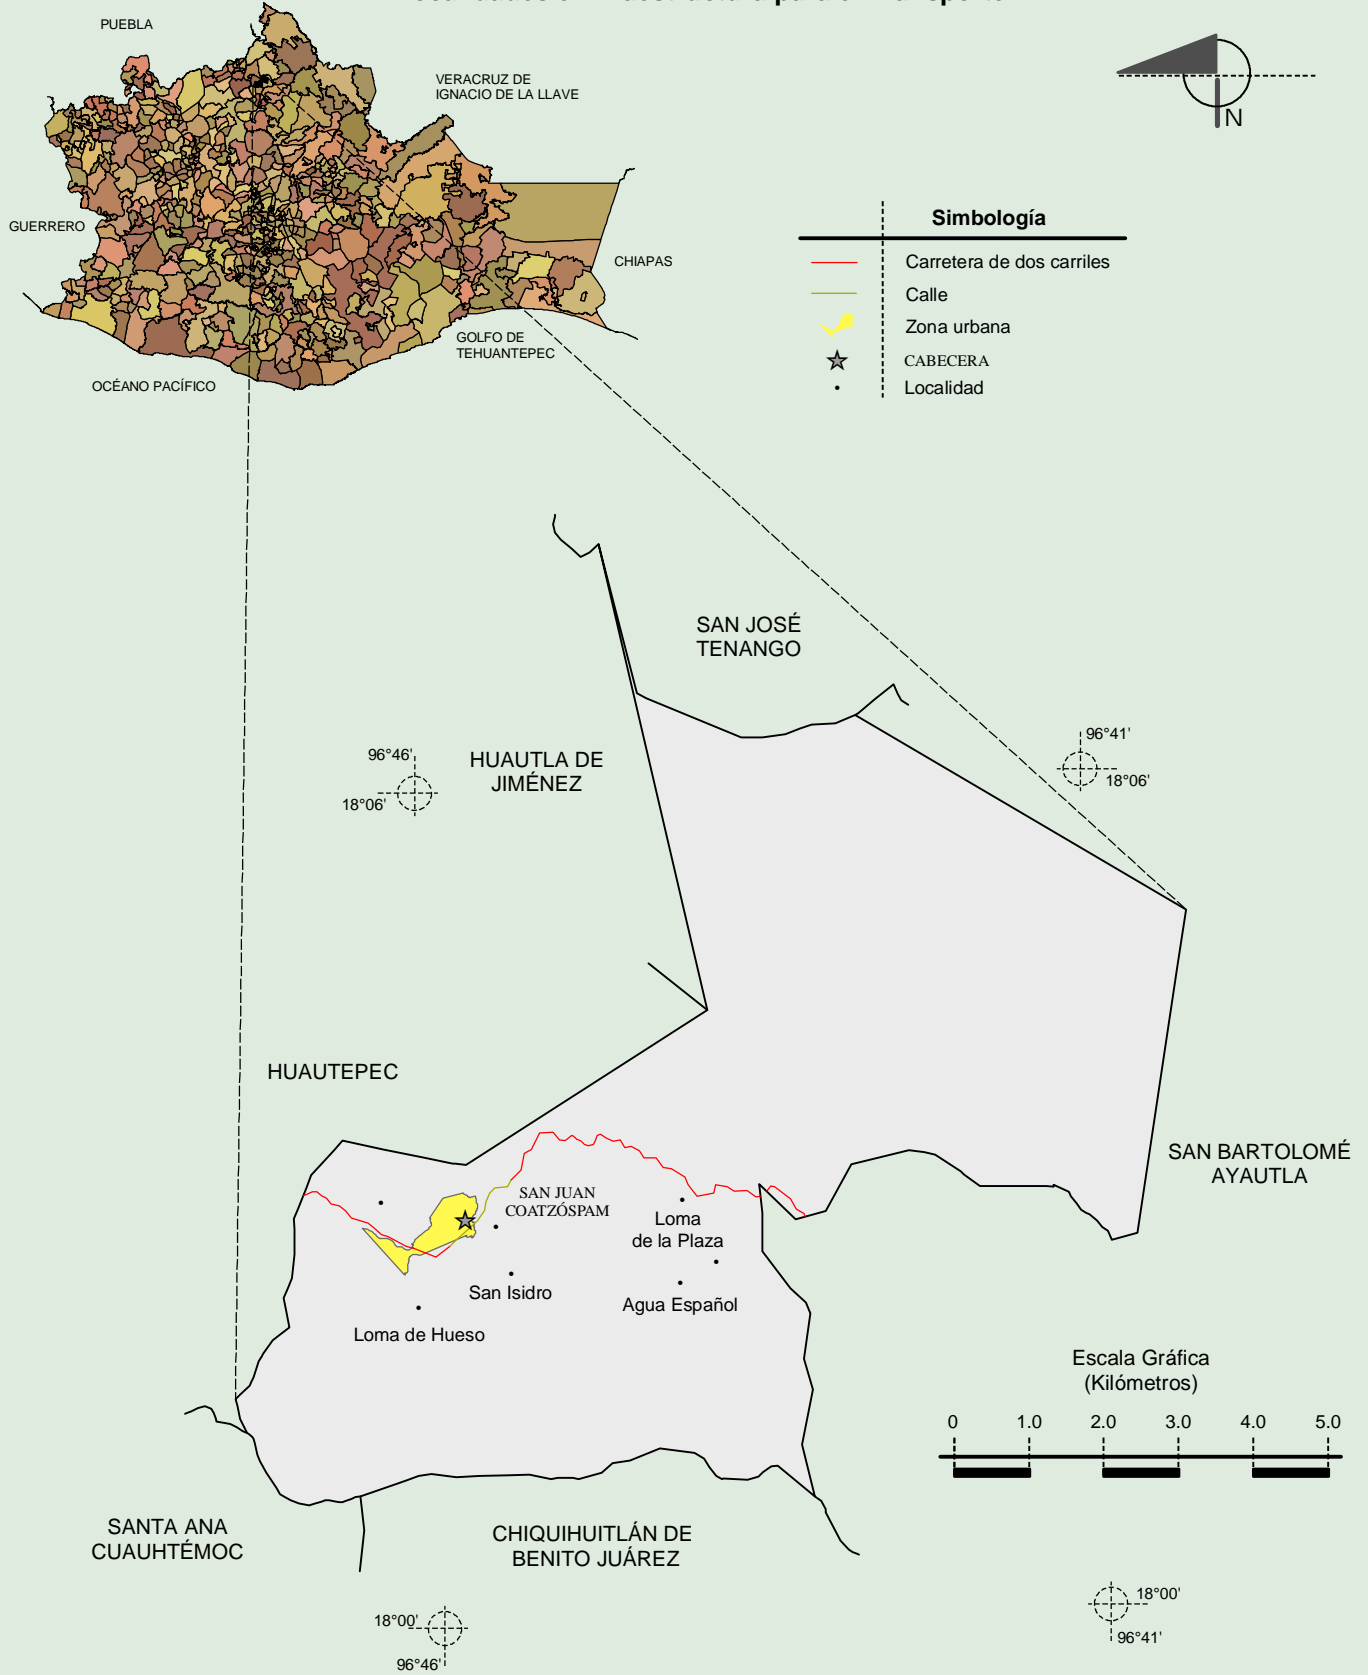 PUEBLA
VERACRUZ DE
IGNACIO DE LA LLAVE
GUERRERO
CHIAPAS
GOLFO DE
TEHUANTEPEC
OCÉANO PACÍFICO
N
Simbología
Carretera de dos carriles
Calle
Zona urbana
CABECERA
Localidad
SAN JOSÉ
TENANGO
HUAUTLA DE
JIMÉNEZ
96°46'
18°06'
96°41'
18°06'
HUAUTEPEC
SAN BARTOLOMÉ
AYAUTLA
SAN JUAN
COATZÓSPAM
Loma
de la Plaza
San Isidro
Agua Español
Loma de Hueso
Escala Gráfica
(Kilómetros)
0 1.0 2.0 3.0 4.0 5.0
SANTA ANA
CUAUHTÉMOC
CHIQUIHUITLÁN DE
BENITO JUÁREZ
18°00'
96°46'
18°00'
96°41'